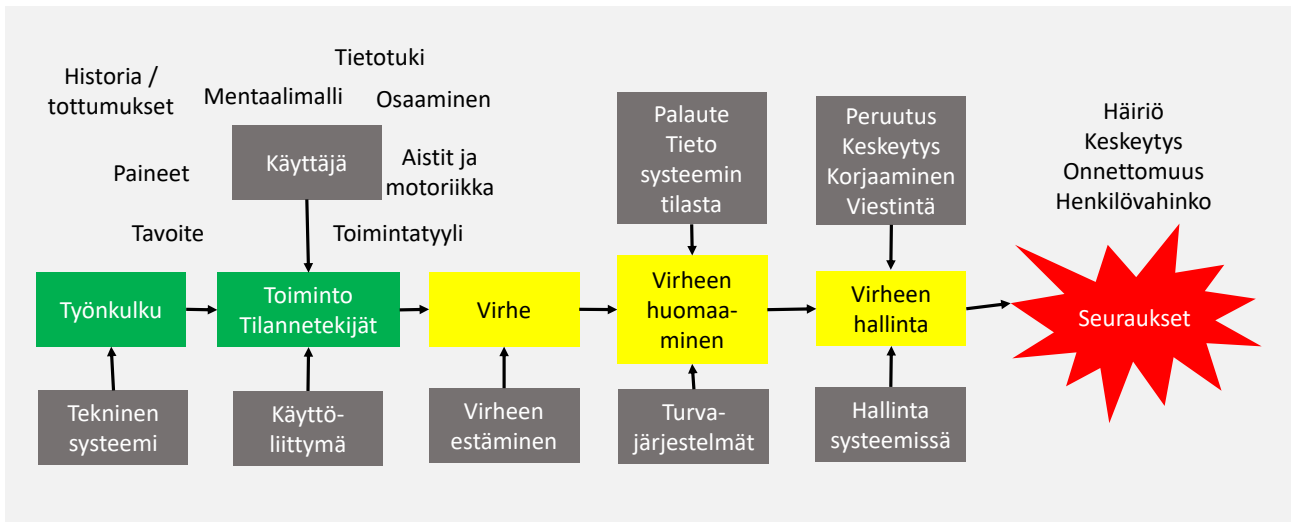 Tietotuki
Historia /
tottumukset
Mentaalimalli
Osaaminen
Käyttäjä
Paineet
Aistit ja
motoriikka
Tavoite
Toimintatyyli
Palaute
Tieto
systeemin
tilasta
Peruutus
Keskeytys
Korjaaminen
Viestintä
Häiriö
Keskeytys
Onnettomuus
Henkilövahinko
Työnkulku
Toiminto
Tilannetekijät
Virhe
Virheen
huomaa-
minen
Virheen
hallinta
Seuraukset
Tekninen
systeemi
Käyttö-
liittymä
Virheen
estäminen
Turva-
järjestelmät
Hallinta
systeemissä